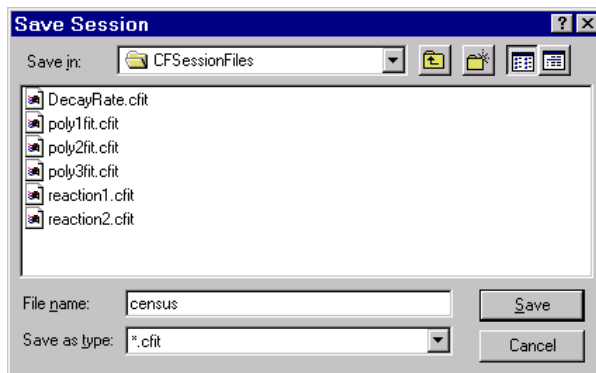 Save Session
Save in: CFSessionFiles
DecayRate.cfit
poly1fit.cfit
poly2fit.cfit
poly3fit.cfit
reaction1.cfit
reaction2.cfit
File name: census Save
Save as type: *.cfit Cancel